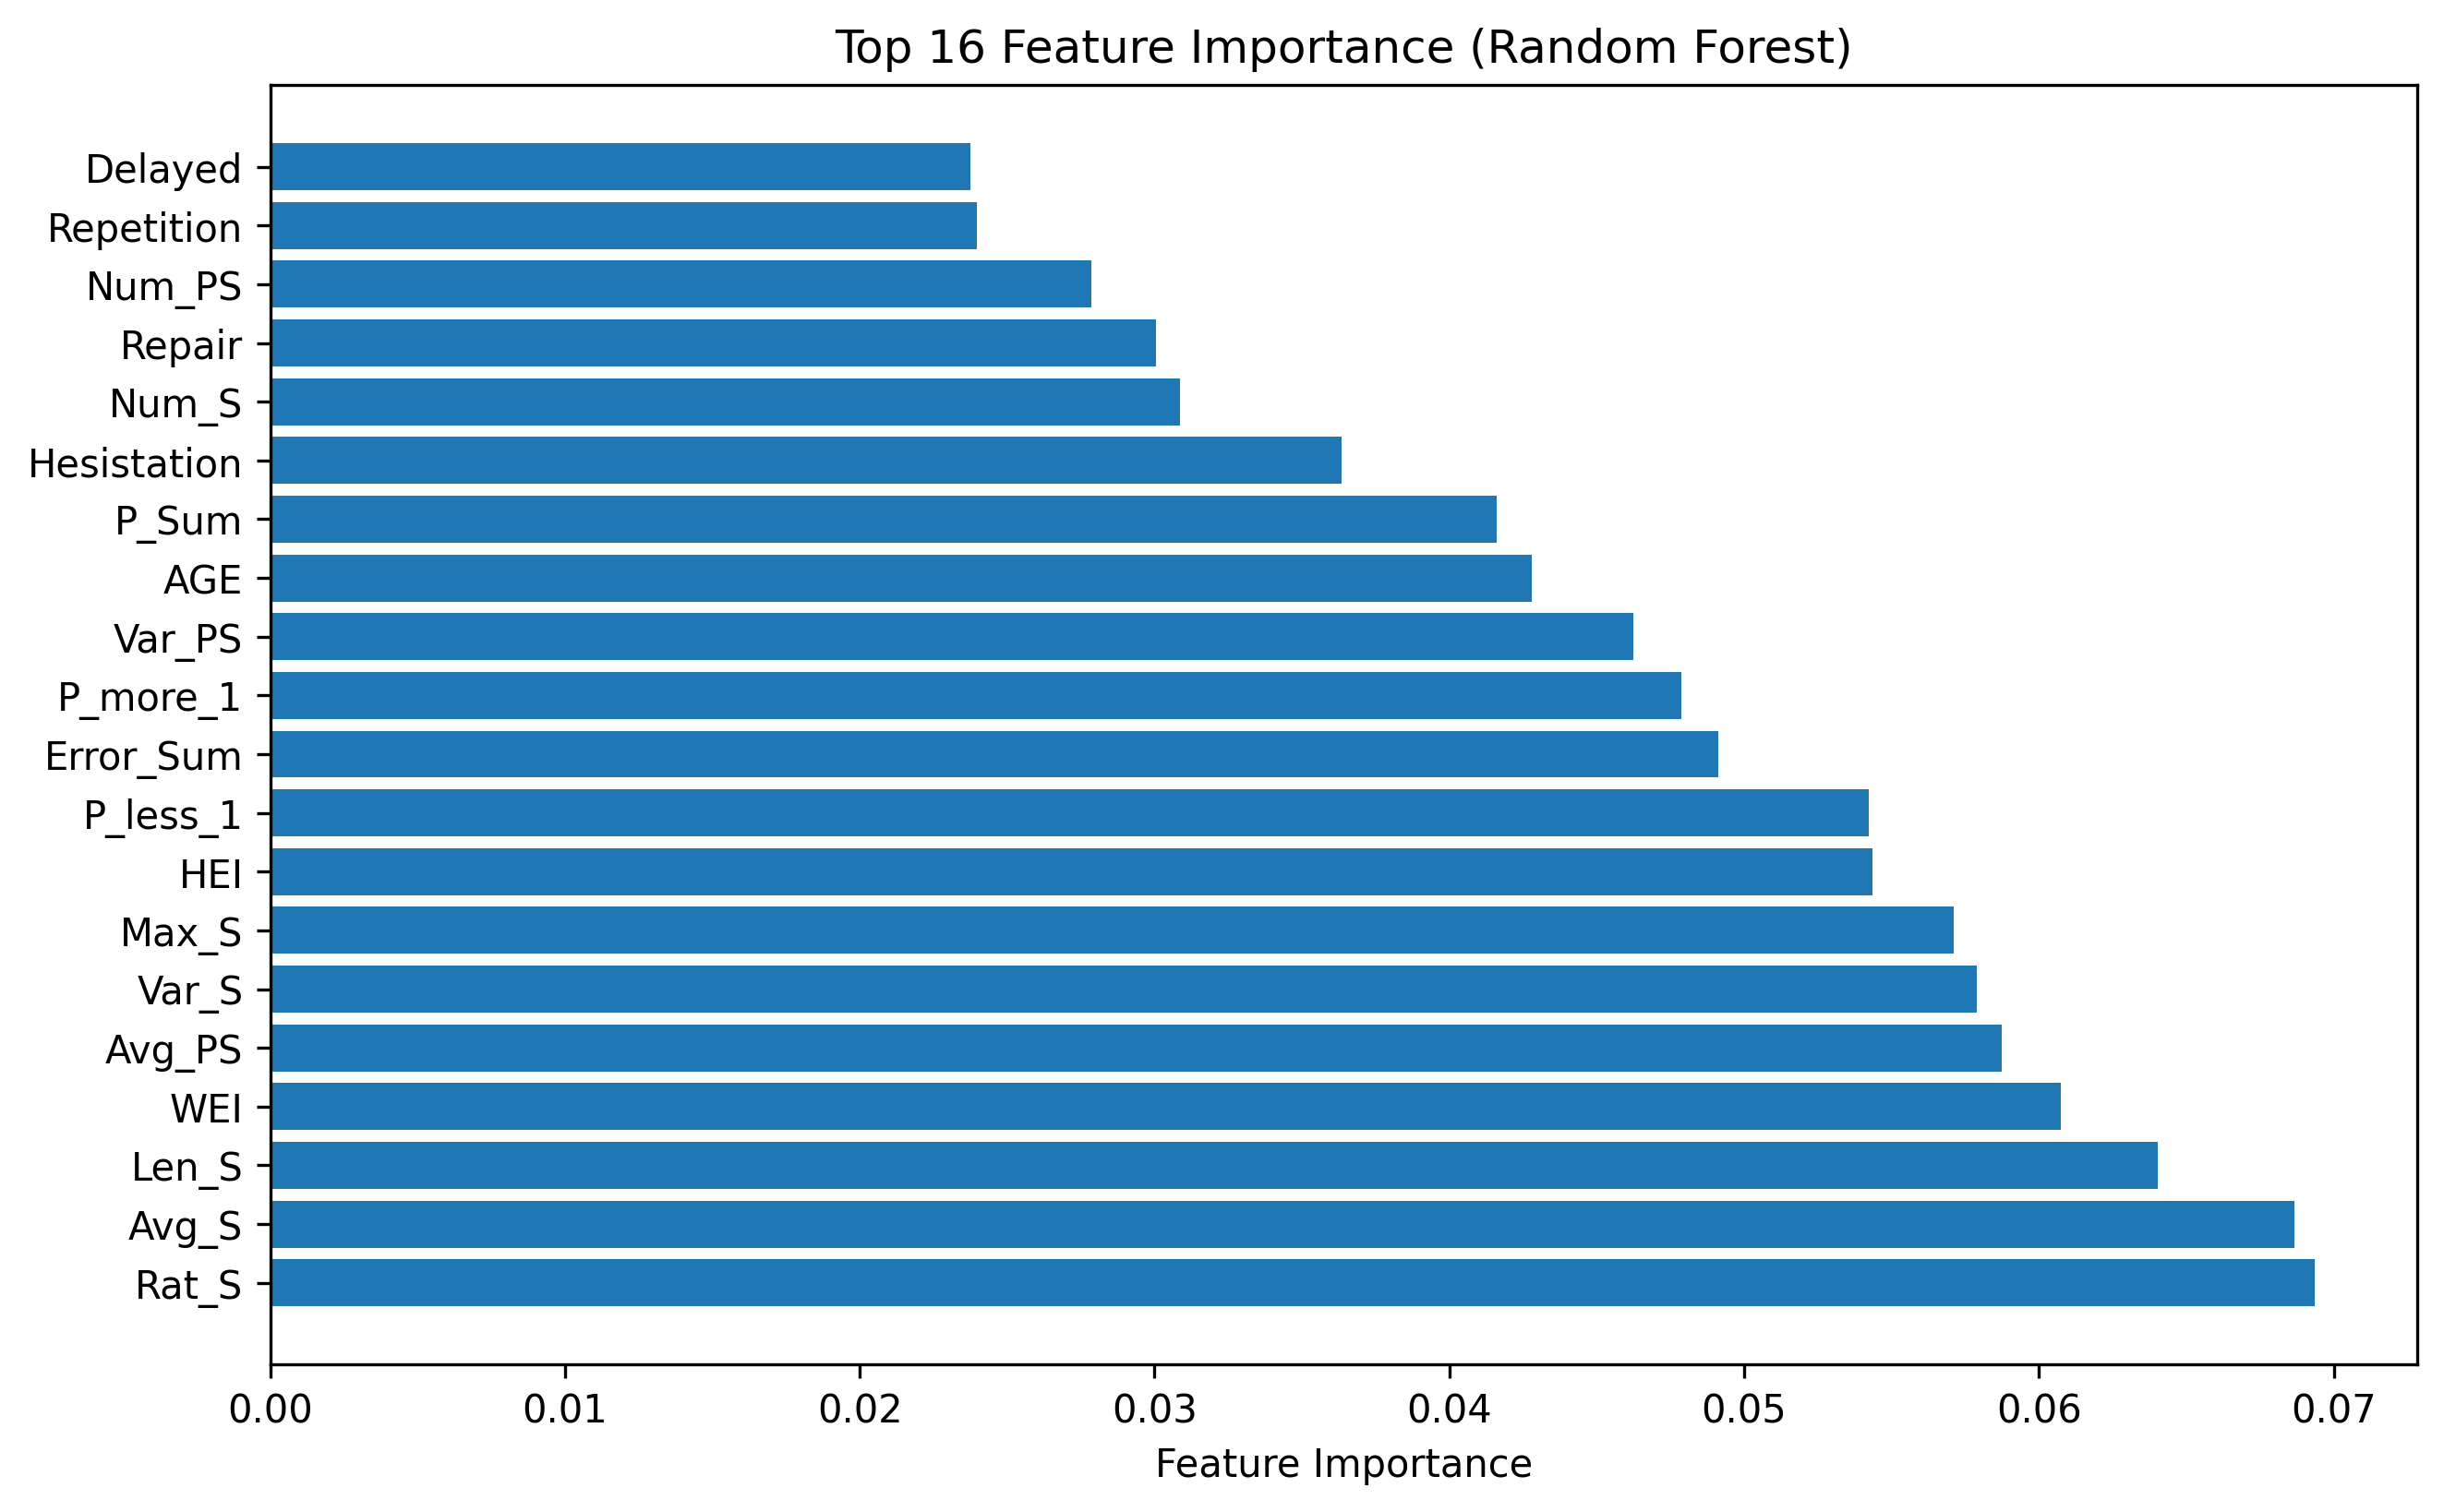 Top 16 Feature Importance (Random Forest)
Delayed
Repetition
Num_PS
Repair
Num_S
Hesistation
P_Sum
AGE
Var_PS
P_more_1
Error_Sum
P_less_1
HEI
Max_S
Var_S
Avg_PS
WEI
Len_S
Avg_S
Rat_S
0.00 0.01 0.02 0.03 0.04 0.05 0.06 0.07
Feature Importance